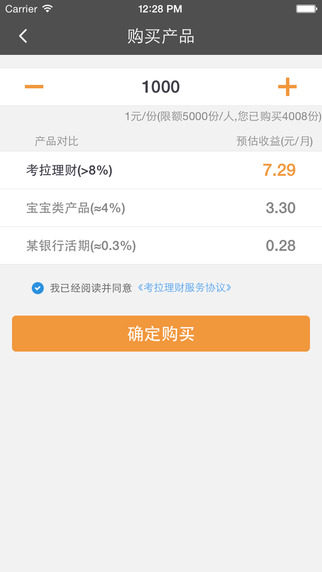 Carrier 12:28 PM
购买产品
1000
1元/份(限额5000份/人,您已购买4008份)
产品对比 预估收益(元/月)
考拉理财(>8%) 7.29
宝宝类产品(≈4%) 3.30
某银行活期(≈0.3%) 0.28
我已经阅读并同意 《考拉理财服务协议》
确定购买